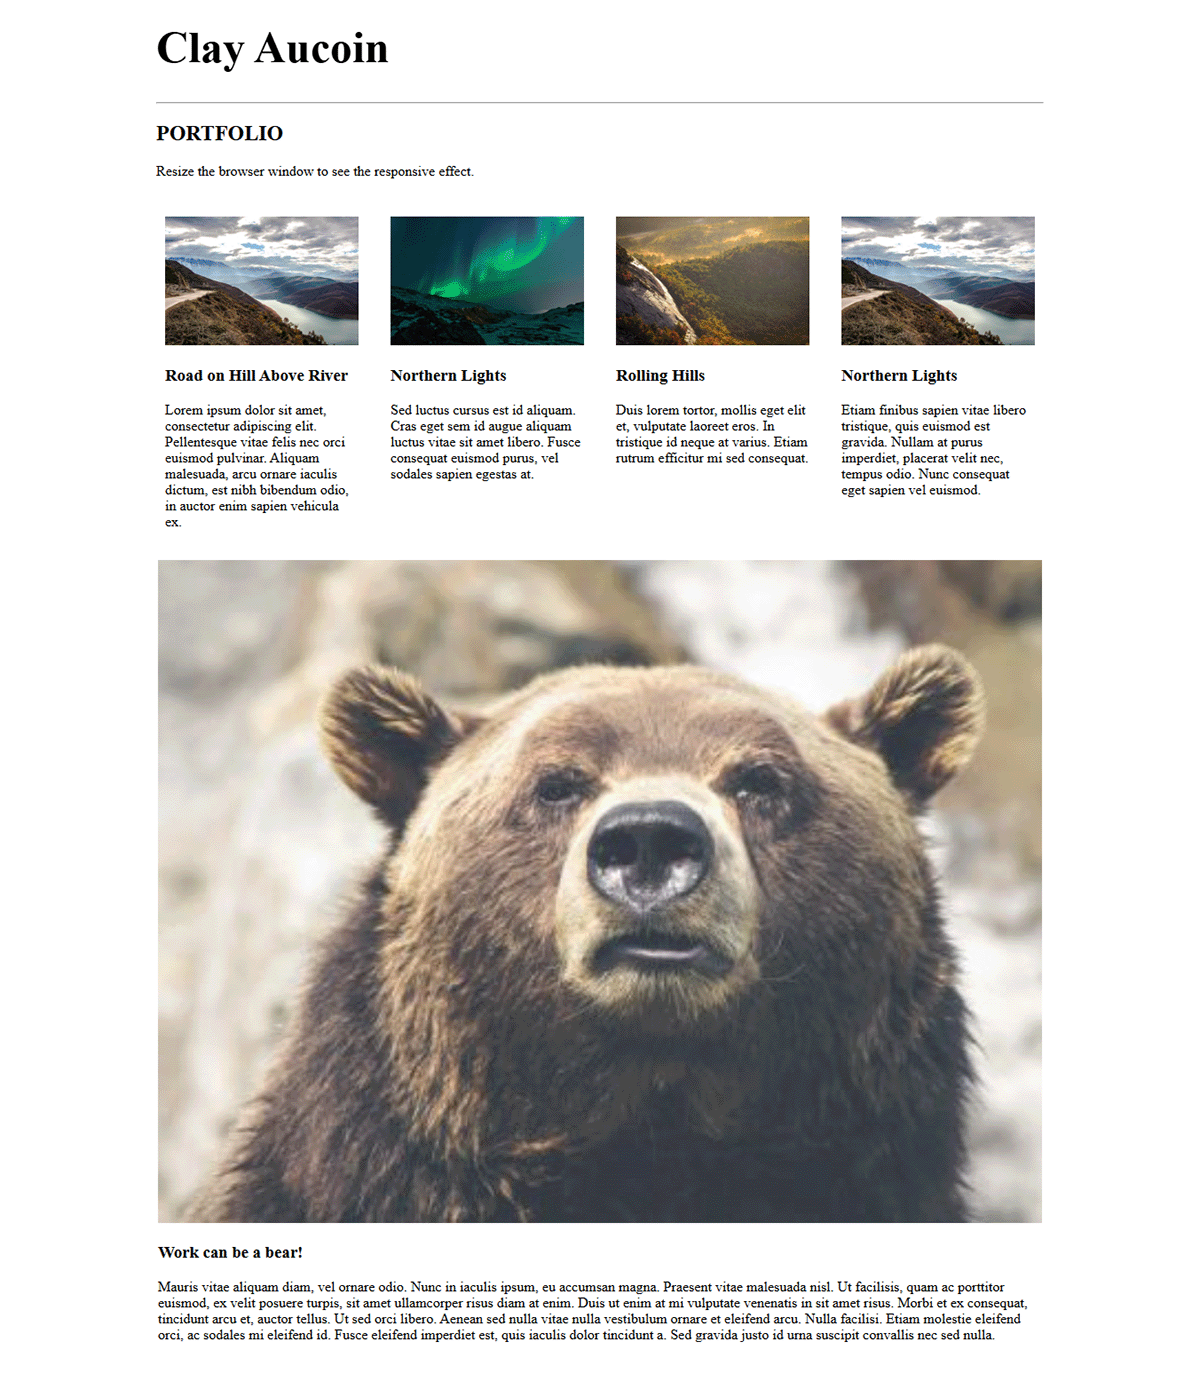 Clay Aucoin
PORTFOLIO
Resize the browser window to see the responsive effect.
Road on Hill Above River
Lorem ipsum dolor sit amet,
consectetur adipiscing elit.
Pellentesque vitae felis nec orci
euismod pulvinar. Aliquam
malesuada, arcu ornare iaculis
dictum, est nibh bibendum odio,
in auctor enim sapien vehicula
ex.
Northern Lights
Sed luctus cursus est id aliquam.
Cras eget sem id augue aliquam
luctus vitae sit amet libero. Fusce
consequat euismod purus, vel
sodales sapien egestas at.
Rolling Hills
Duis lorem tortor, mollis eget elit
et, vulputate laoreet eros. In
tristique id neque at varius. Etiam
rutrum efficitur mi sed consequat.
Northern Lights
Etiam finibus sapien vitae libero
tristique, quis euismod est
gravida. Nullam at purus
imperdiet, placerat velit nec,
tempus odio. Nunc consequat
eget sapien vel euismod.
Work can be a bear!
Mauris vitae aliquam diam, vel ornare odio. Nunc in iaculis ipsum, eu accumsan magna. Praesent vitae malesuada nisl. Ut facilisis, quam ac porttitor
euismod, ex velit posuere turpis, sit amet ullamcorper risus diam at enim. Duis ut enim at mi vulputate venenatis in sit amet risus. Morbi et ex consequat,
tincidunt arcu et, auctor tellus. Ut sed orci libero. Aenean sed nulla vitae nulla vestibulum ornare et eleifend arcu. Nulla facilisi. Etiam molestie eleifend
orci, ac sodales mi eleifend id. Fusce eleifend imperdiet est, quis iaculis dolor tincidunt a. Sed gravida justo id urna suscipit convallis nec sed nulla.